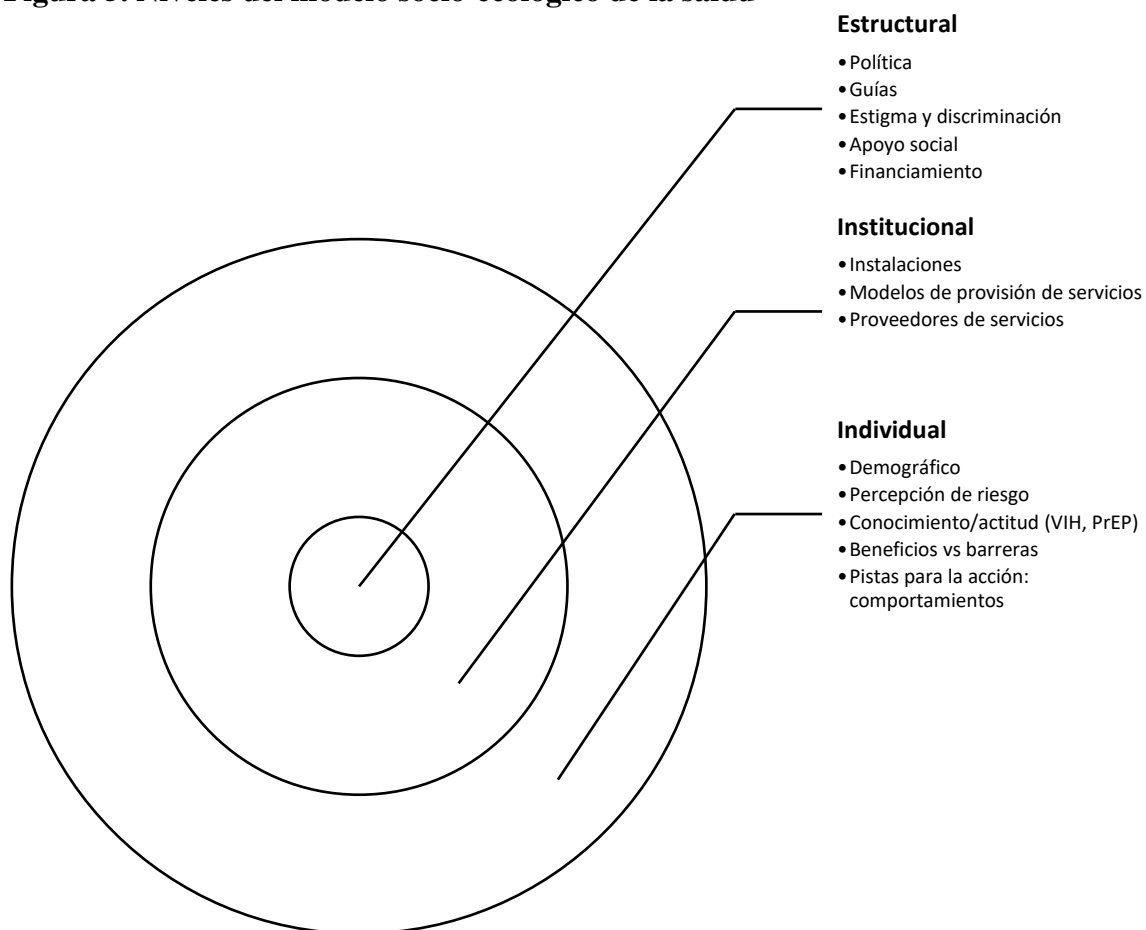 Estructural
•Política
•Guías
•Estigma y discriminación
•Apoyo social
•Financiamiento
Institucional
•Instalaciones
•Modelos de provisión de servicios
•Proveedores de servicios
Individual
•Demográfico
•Percepción de riesgo
•Conocimiento/actitud (VIH, PrEP)
•Beneficios vs barreras
•Pistas para la acción:
comportamientos